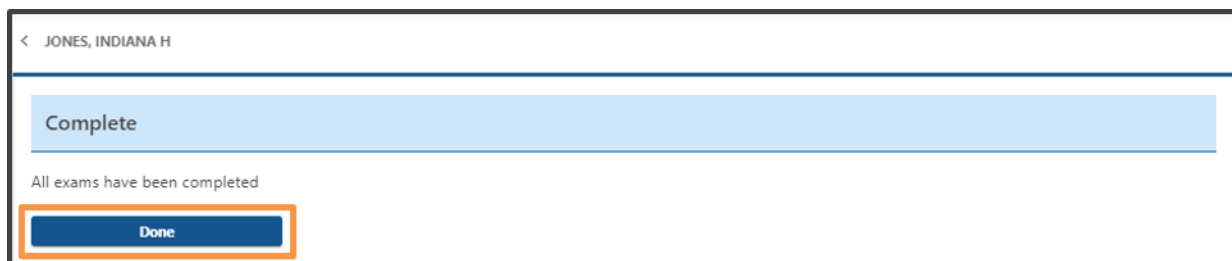 < JONES, INDIANA H
Complete
All exams have been completed
Done